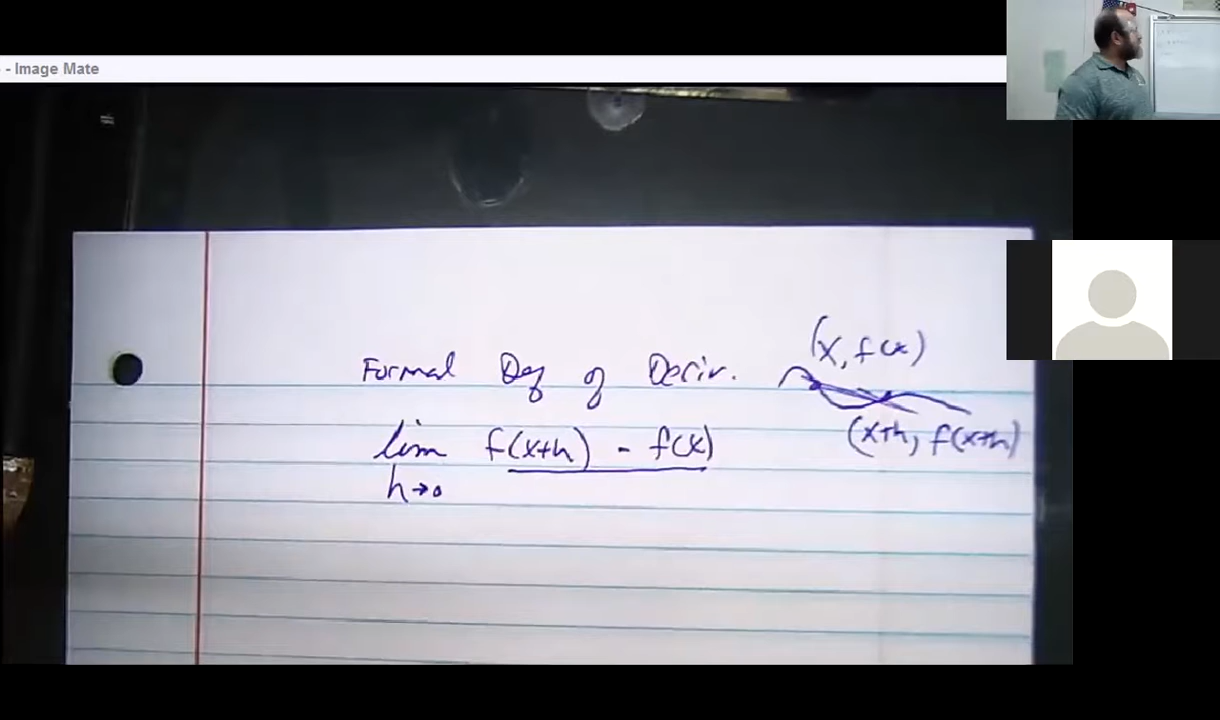 - Image Mate
Formal Def of Deriv.
(x, f(x)
(x+h, f(x+h)
lim f(x+h) - f(x)
h→0